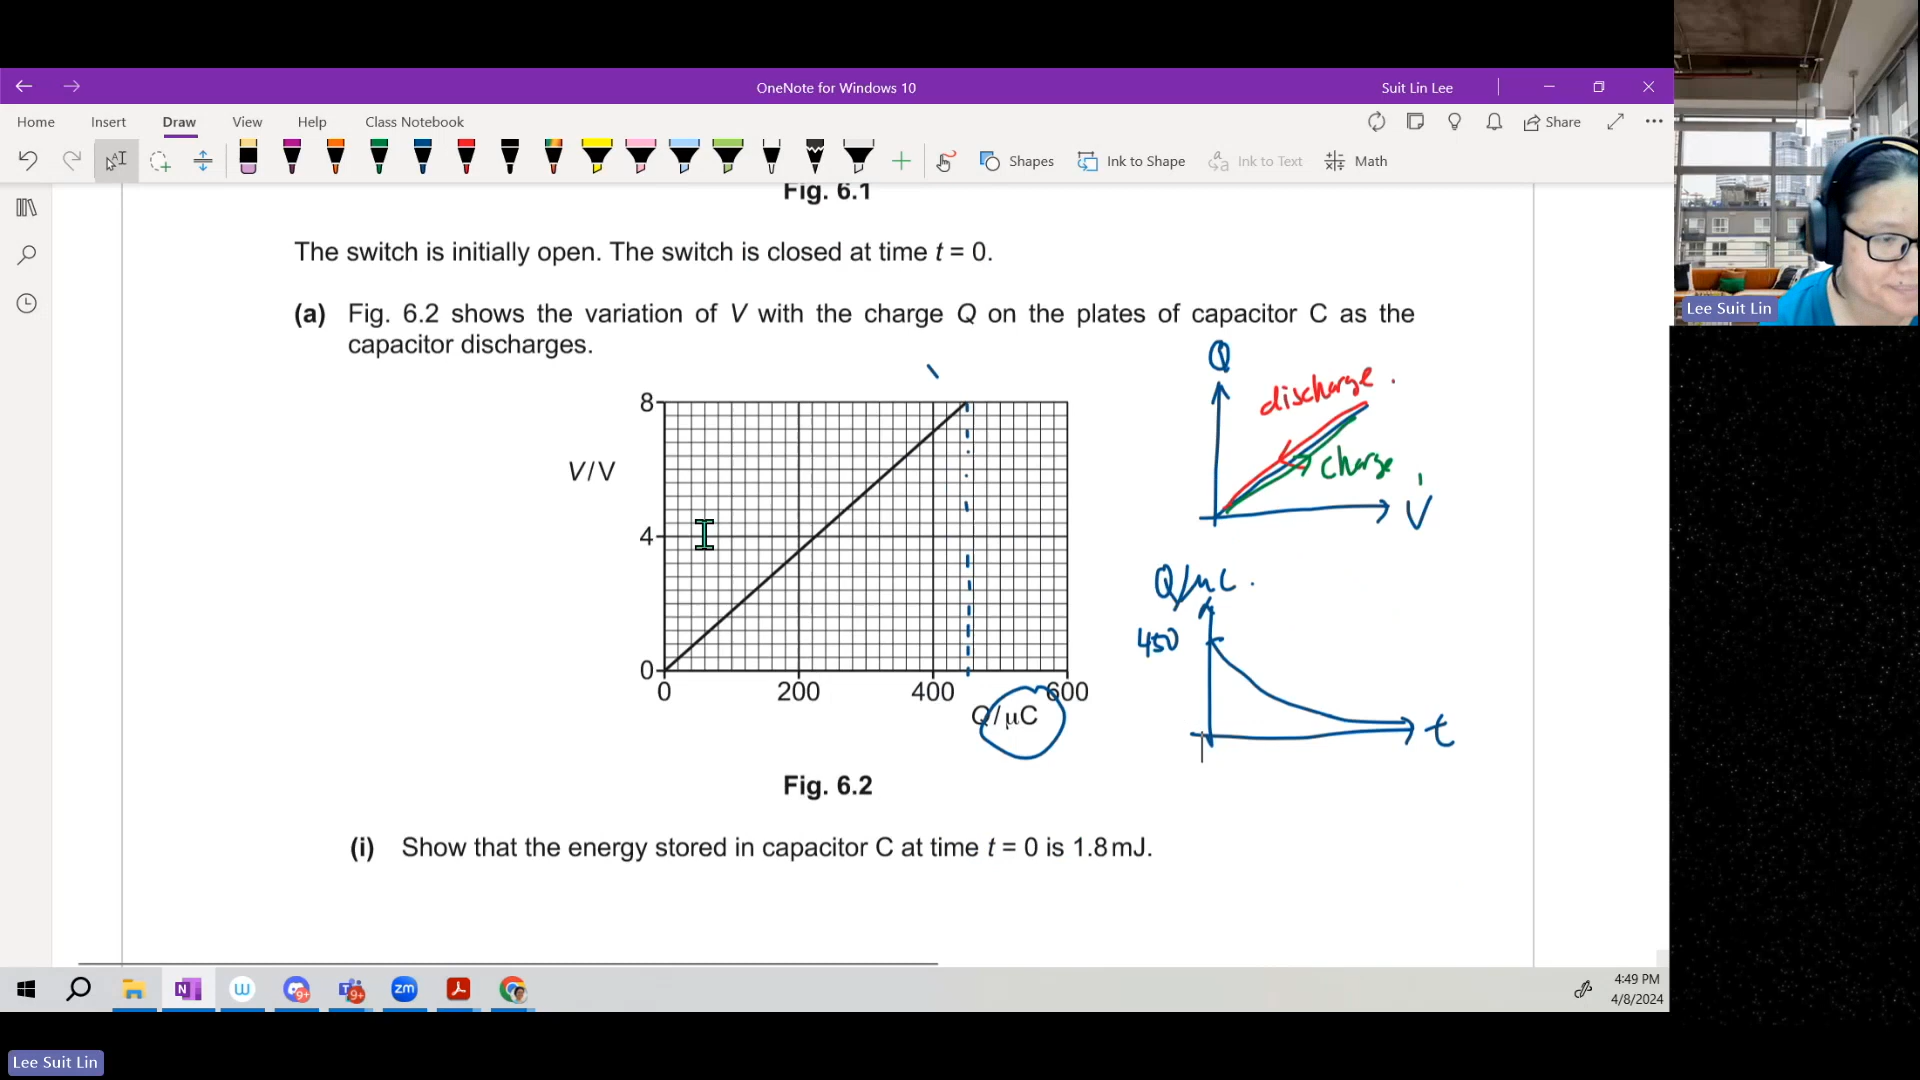 OneNote for Windows 10
Suit Lin Lee
Home Insert Draw View Help Class Notebook
Share
Shapes Ink to Shape Ink to Text Math
Fig. 6.1
The switch is initially open. The switch is closed at time t = 0.
(a) Fig. 6.2 shows the variation of V with the charge Q on the plates of capacitor C as the
capacitor discharges.
8
V/V
4
0
0 200 400 600
Q/μC
Fig. 6.2
Q
discharge
charge
V
Q/μC
450
t
(i) Show that the energy stored in capacitor C at time t = 0 is 1.8 mJ.
Lee Suit Lin
9+
9+
zm
4:49 PM
4/8/2024
Lee Suit Lin